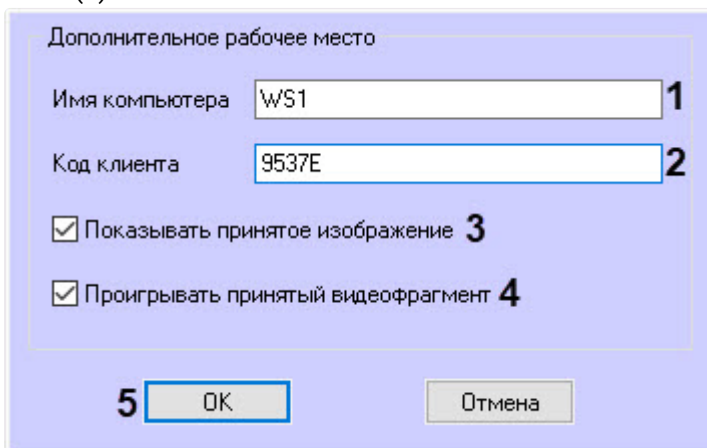 Дополнительное рабочее место
Имя компьютера WS1 1
Код клиента 9537E 2
Показывать принятое изображение 3
Проигрывать принятый видеофрагмент 4
5 OK Отмена